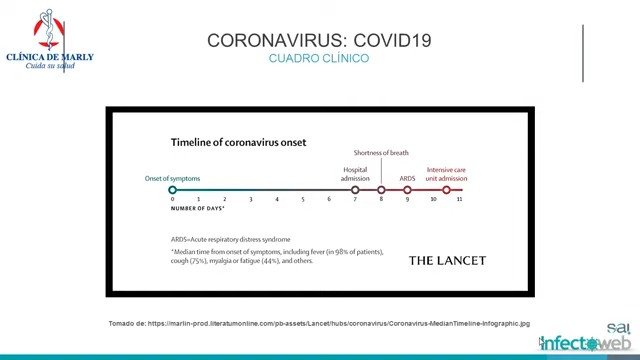 CORONAVIRUS: COVID19
CUADRO CLÍNICO
CLÍNICA DE MARLY
Cuida su salud
Timeline of coronavirus onset
Shortness of breath
Hospital
admission
Intensive care
unit admission
Onset of symptoms
ARDS
0 1 2 3 4 5 6 7 8 9 10 11
NUMBER OF DAYS*
ARDS=Acute respiratory distress syndrome
*Median time from onset of symptoms, including fever (in 98% of patients),
cough (75%), myalgia or fatigue (44%), and others.
THE LANCET
Tomado de: https://marlin-prod.literatumonline.com/pb-assets/Lancet/hubs/coronavirus/Coronavirus-MedianTimeline-Infographic.jpg
infectoweb